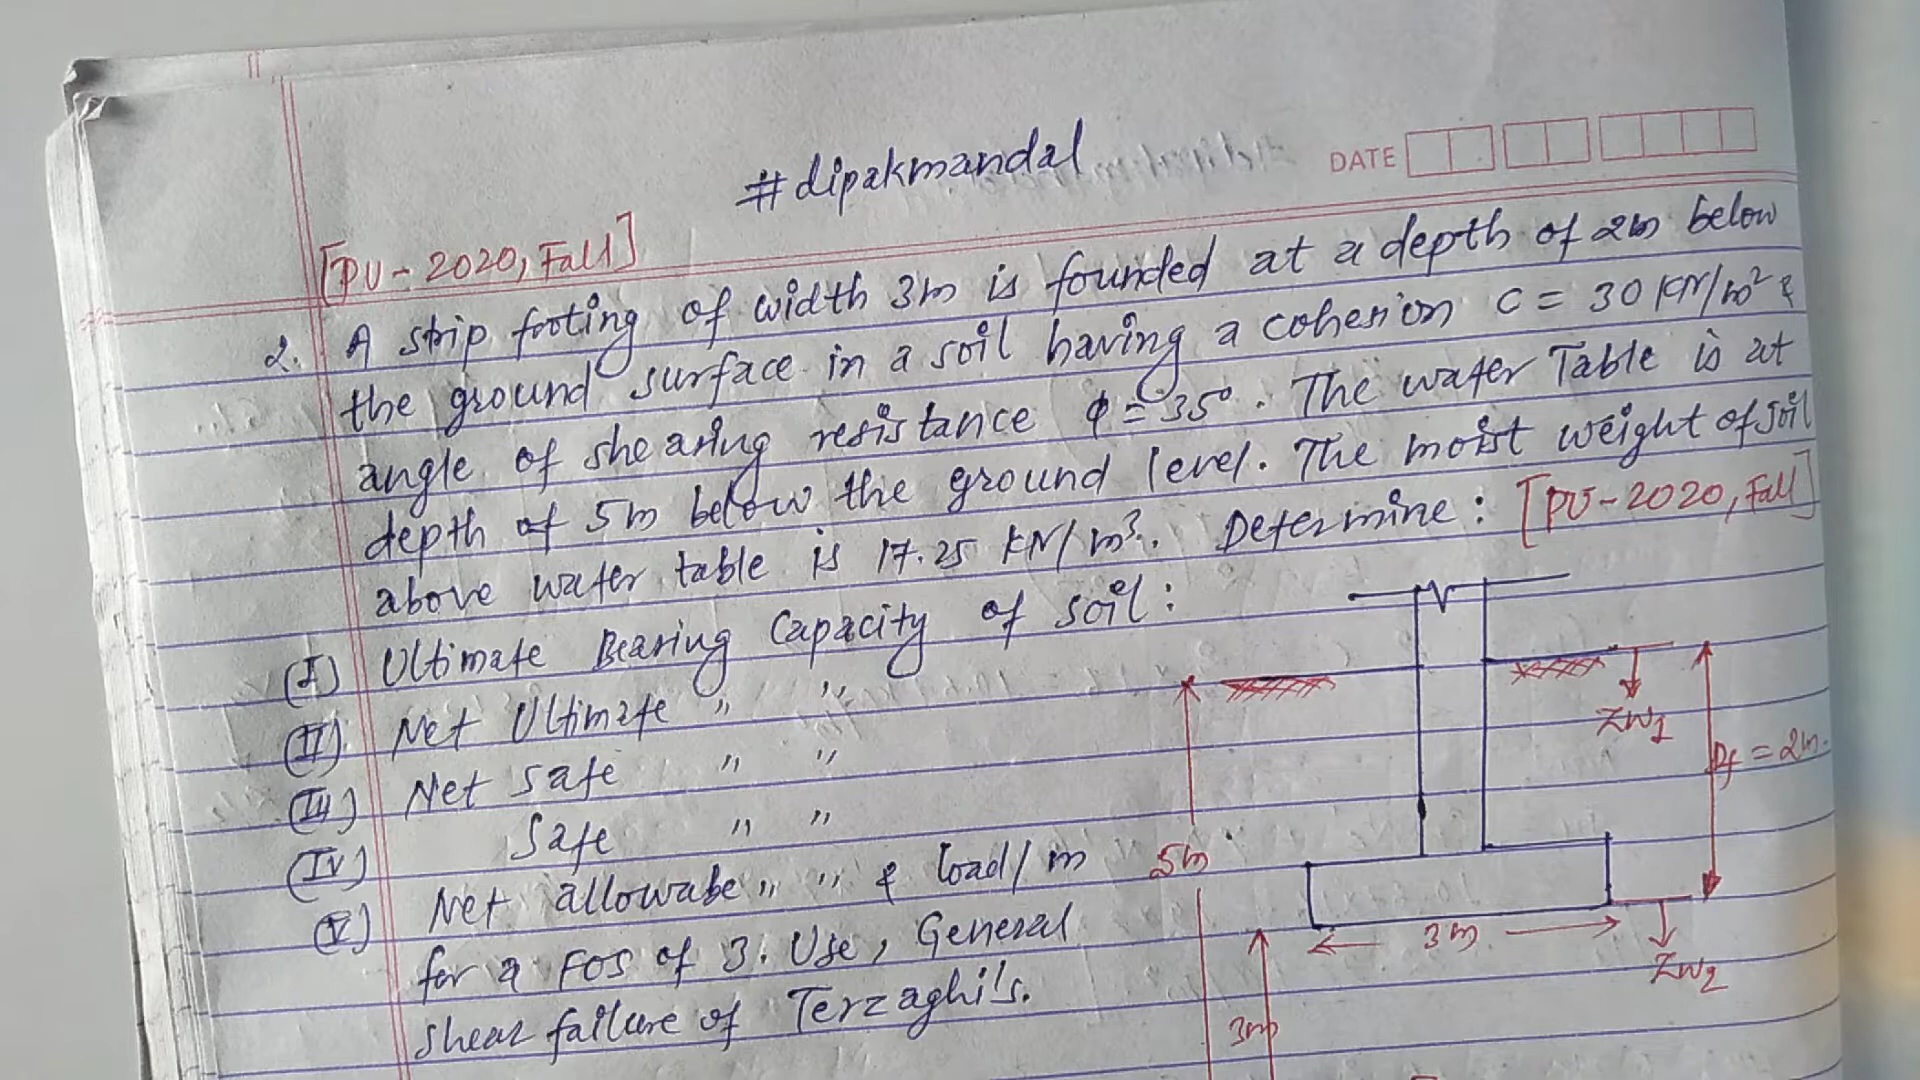 #dipakmandal
DATE
[PU-2020, Fall]
2. A strip footing of width 3m is founded at a depth of 2m below
the ground surface in a soil having a cohesion C = 30 KN/m² &
angle of shearing resistance φ = 35°. The water Table is at
depth of 5m below the ground level. The moist weight of soil
above water table is 17.25 KN/m³. Determine: [PU-2020, Fall]
(I) Ultimate Bearing Capacity of soil:
(II) Net Ultimate " "
(III) Net safe " "
(IV) Safe " "
(V) Net allowabe " " & load/m
for a FOS of 3. Use, General
shear failure of Terzaghi's.
Zw1
Df = 2m.
5m
3m
Zw2
3m